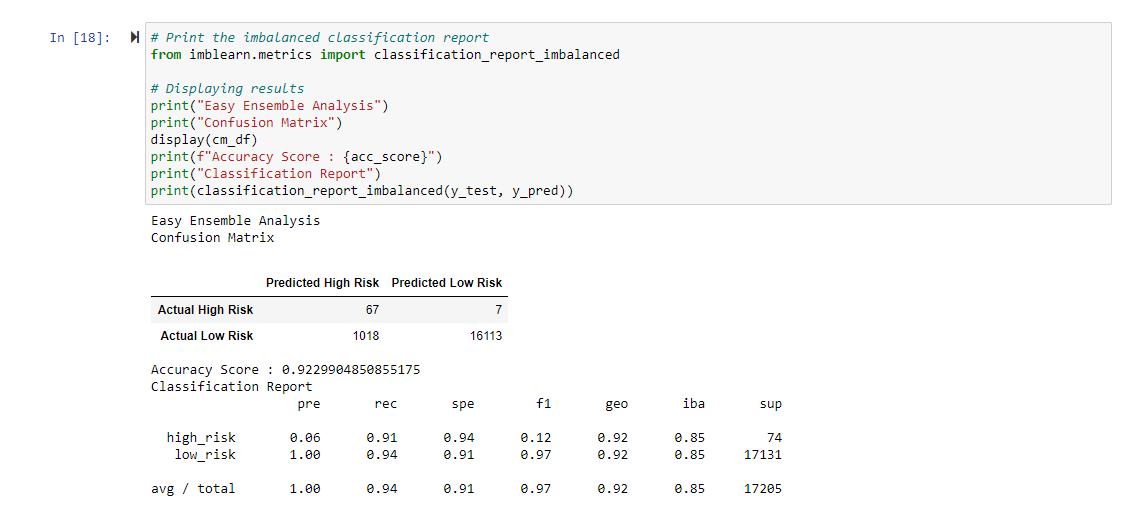 In [18]:
# Print the imbalanced classification report
from imblearn.metrics import classification_report_imbalanced
# Displaying results
print("Easy Ensemble Analysis")
print("Confusion Matrix")
display(cm_df)
print(f"Accuracy Score : {acc_score}")
print("Classification Report")
print(classification_report_imbalanced(y_test, y_pred))
Easy Ensemble Analysis
Confusion Matrix
Predicted High Risk Predicted Low Risk
Actual High Risk 67 7
Actual Low Risk 1018 16113
Accuracy Score : 0.9229904850855175
Classification Report
pre rec spe f1 geo iba sup
high_risk 0.06 0.91 0.94 0.12 0.92 0.85 74
low_risk 1.00 0.94 0.91 0.97 0.92 0.85 17131
avg / total 1.00 0.94 0.91 0.97 0.92 0.85 17205